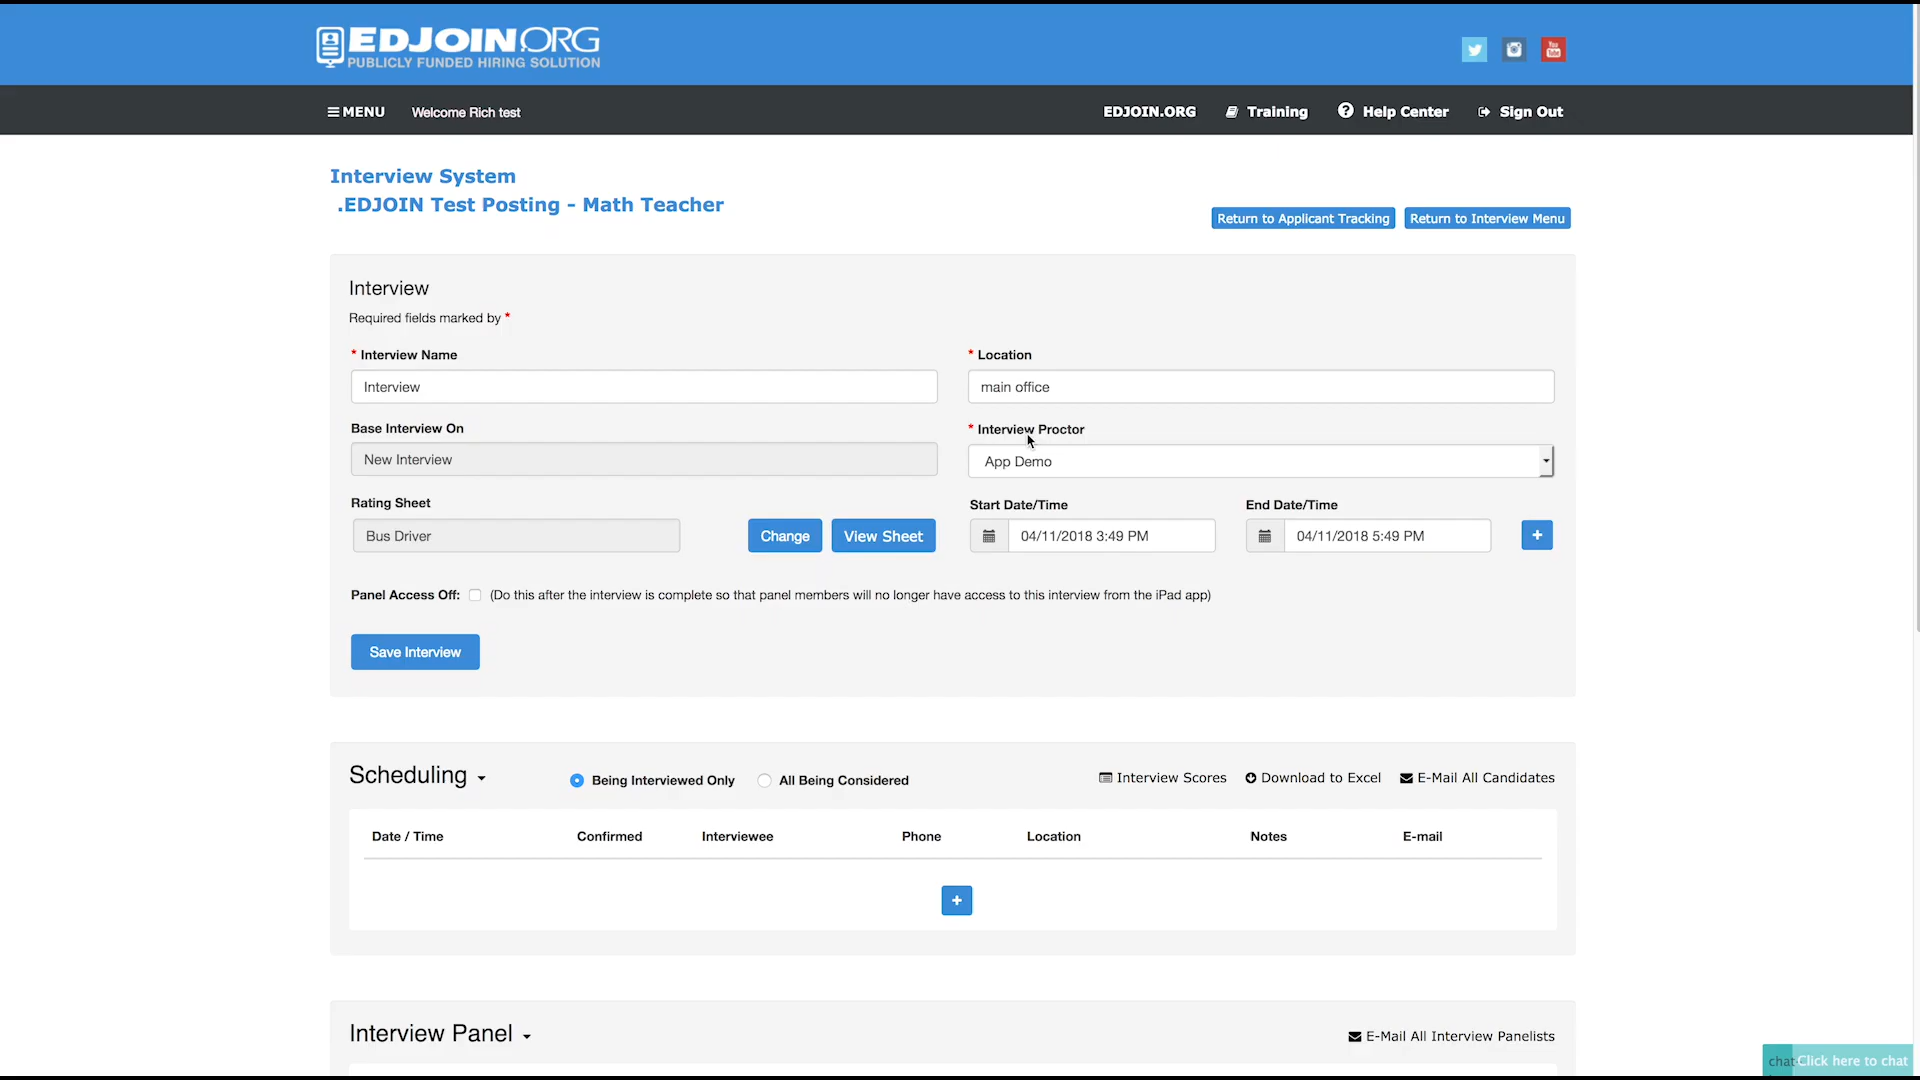 EDJOIN.ORG
PUBLICLY FUNDED HIRING SOLUTION
You
Tube
MENU
Welcome Rich test
EDJOIN.ORG
Training
Help Center
Sign Out
Interview System
.EDJOIN Test Posting - Math Teacher
Return to Applicant Tracking
Return to Interview Menu
Interview
Required fields marked by *
* Interview Name
* Location
Interview
main office
Base Interview On
* Interview Proctor
New Interview
App Demo
Rating Sheet
Start Date/Time
End Date/Time
Bus Driver
Change
View Sheet
04/11/2018 3:49 PM
04/11/2018 5:49 PM
+
Panel Access Off: (Do this after the interview is complete so that panel members will no longer have access to this interview from the iPad app)
Save Interview
Scheduling
Being Interviewed Only
All Being Considered
Interview Scores
Download to Excel
E-Mail All Candidates
Date / Time
Confirmed
Interviewee
Phone
Location
Notes
E-mail
+
Interview Panel
E-Mail All Interview Panelists
chat
Click here to chat